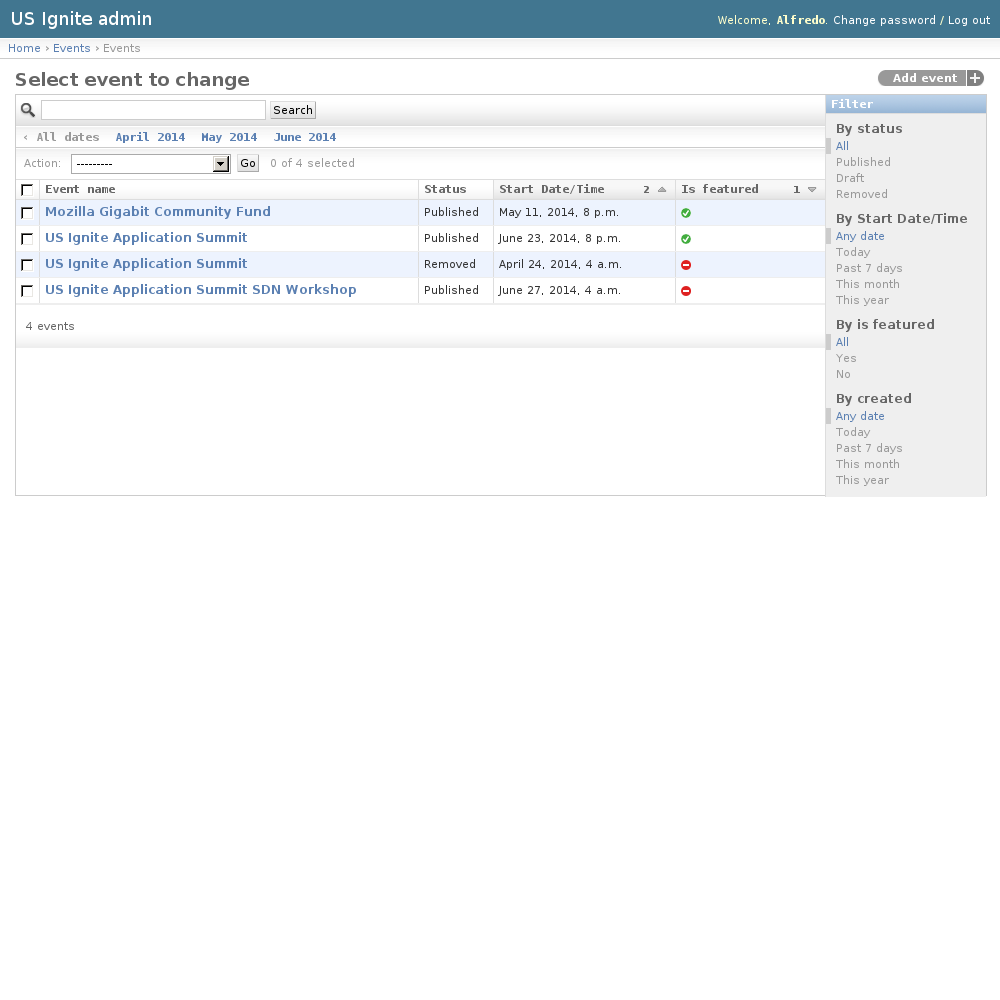 US Ignite admin
Welcome, Alfredo. Change password / Log out
Home › Events › Events
Select event to change
Add event
Search
‹ All dates April 2014 May 2014 June 2014
Action: --------- Go 0 of 4 selected
Event name Status Start Date/Time 2 Is featured 1
Mozilla Gigabit Community Fund Published May 11, 2014, 8 p.m.
US Ignite Application Summit Published June 23, 2014, 8 p.m.
US Ignite Application Summit Removed April 24, 2014, 4 a.m.
US Ignite Application Summit SDN Workshop Published June 27, 2014, 4 a.m.
4 events
Filter
By status
All
Published
Draft
Removed
By Start Date/Time
Any date
Today
Past 7 days
This month
This year
By is featured
All
Yes
No
By created
Any date
Today
Past 7 days
This month
This year